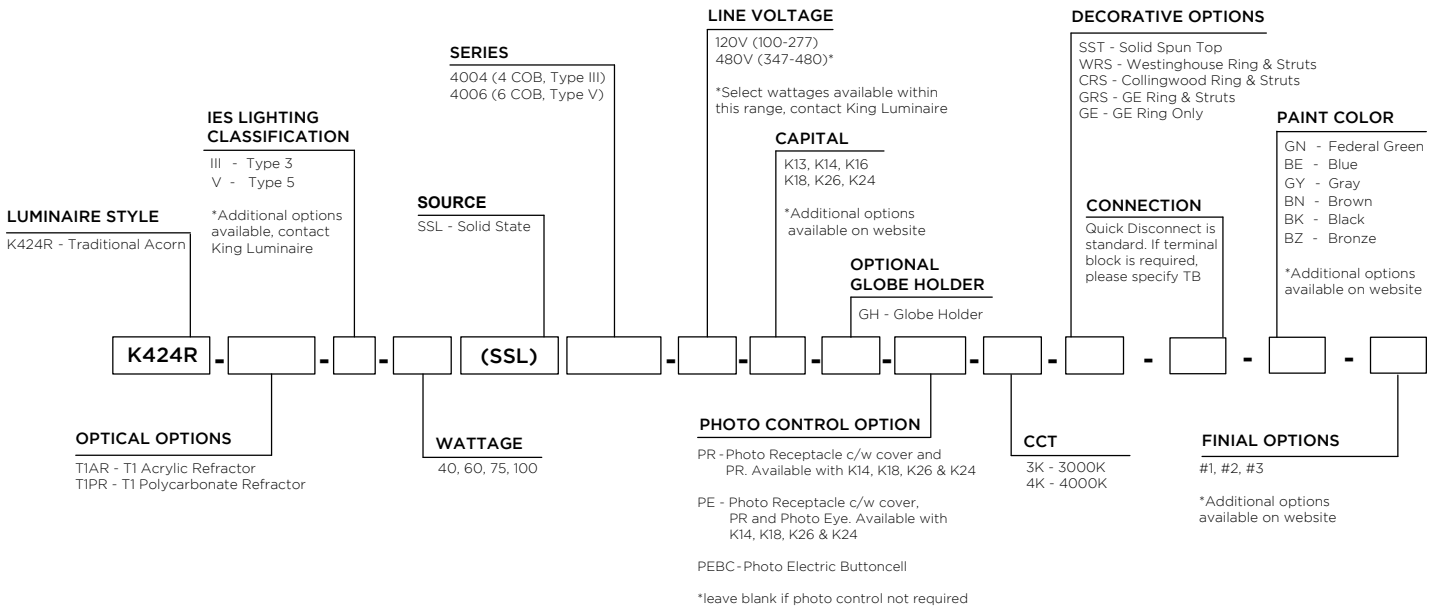 LUMINAIRE STYLE
K424R - Traditional Acorn
IES LIGHTING
CLASSIFICATION
III - Type 3
V - Type 5
*Additional options
available, contact
King Luminaire
SOURCE
SSL - Solid State
SERIES
4004 (4 COB, Type III)
4006 (6 COB, Type V)
LINE VOLTAGE
120V (100-277)
480V (347-480)*
*Select wattages available within
this range, contact King Luminaire
CAPITAL
K13, K14, K16
K18, K26, K24
*Additional options
available on website
OPTIONAL
GLOBE HOLDER
GH - Globe Holder
DECORATIVE OPTIONS
SST - Solid Spun Top
WRS - Westinghouse Ring & Struts
CRS - Collingwood Ring & Struts
GRS - GE Ring & Struts
GE - GE Ring Only
CONNECTION
Quick Disconnect is
standard. If terminal
block is required,
please specify TB
PAINT COLOR
GN - Federal Green
BE - Blue
GY - Gray
BN - Brown
BK - Black
BZ - Bronze
*Additional options
available on website
K424R - - - (SSL) - - - - - - - - -
OPTICAL OPTIONS
T1AR - T1 Acrylic Refractor
T1PR - T1 Polycarbonate Refractor
WATTAGE
40, 60, 75, 100
PHOTO CONTROL OPTION
PR - Photo Receptacle c/w cover and
PR. Available with K14, K18, K26 & K24
PE - Photo Receptacle c/w cover,
PR and Photo Eye. Available with
K14, K18, K26 & K24
PEBC - Photo Electric Buttoncell
*leave blank if photo control not required
CCT
3K - 3000K
4K - 4000K
FINIAL OPTIONS
#1, #2, #3
*Additional options
available on website